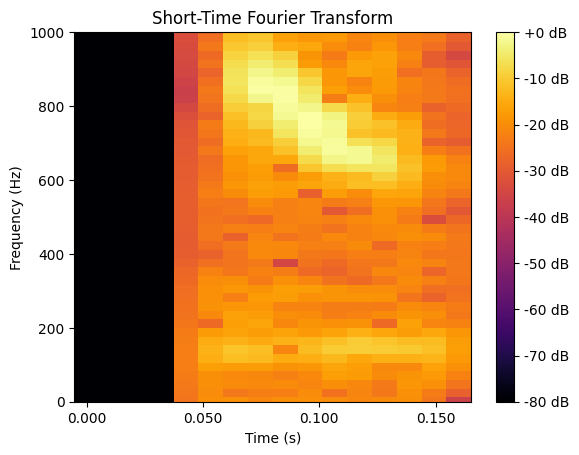 Short-Time Fourier Transform
1000
800
600
400
200
0
Frequency (Hz)
0.000
0.050
0.100
0.150
Time (s)
+0 dB
-10 dB
-20 dB
-30 dB
-40 dB
-50 dB
-60 dB
-70 dB
-80 dB